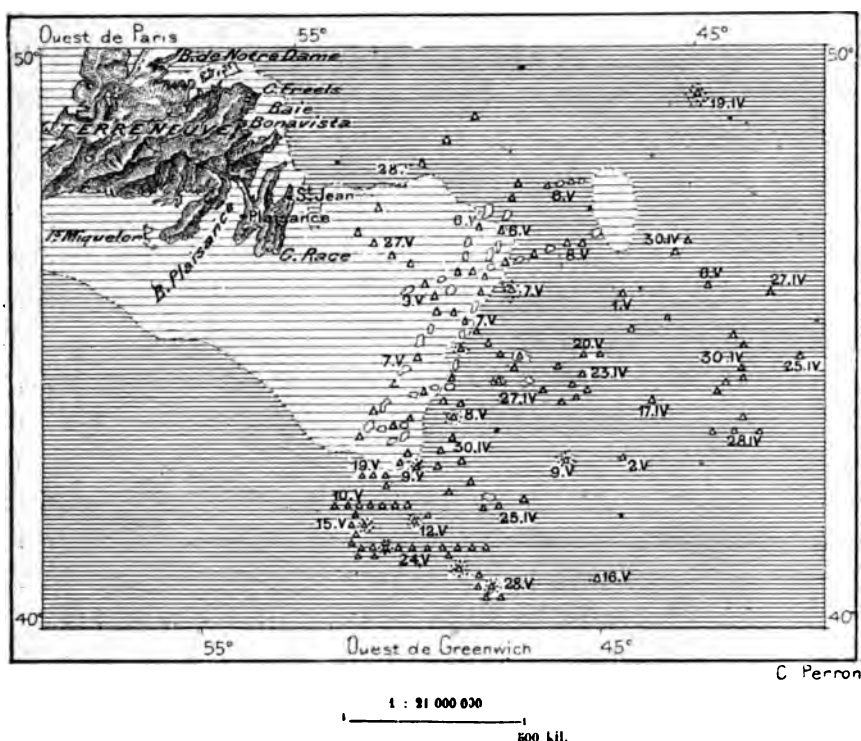 Ouest de Paris 55° 45°
50° 50°
B. de Notre Dame
C. Freels
Baie
Bonavista
TERRE NEUVE
19.IV
28.
St. Jean
Plaisance
6.V
6.V 6.V
Is Miquelon
27.V
30.IV
8.V
B. Plaisance
C. Race
6.V
27.IV
3.V
7.V
1.V
7.V
7.V
20.V
30.IV
25.IV
23.IV
27.IV
17.IV
8.V
28.IV
30.IV
19.V
9.V
9.V
2.V
10.V
25.IV
15.V
12.V
24.V
28.V
16.V
40° 40°
55° Ouest de Greenwich 45°
C. Perron
1 : 21 000 000
500 kil.